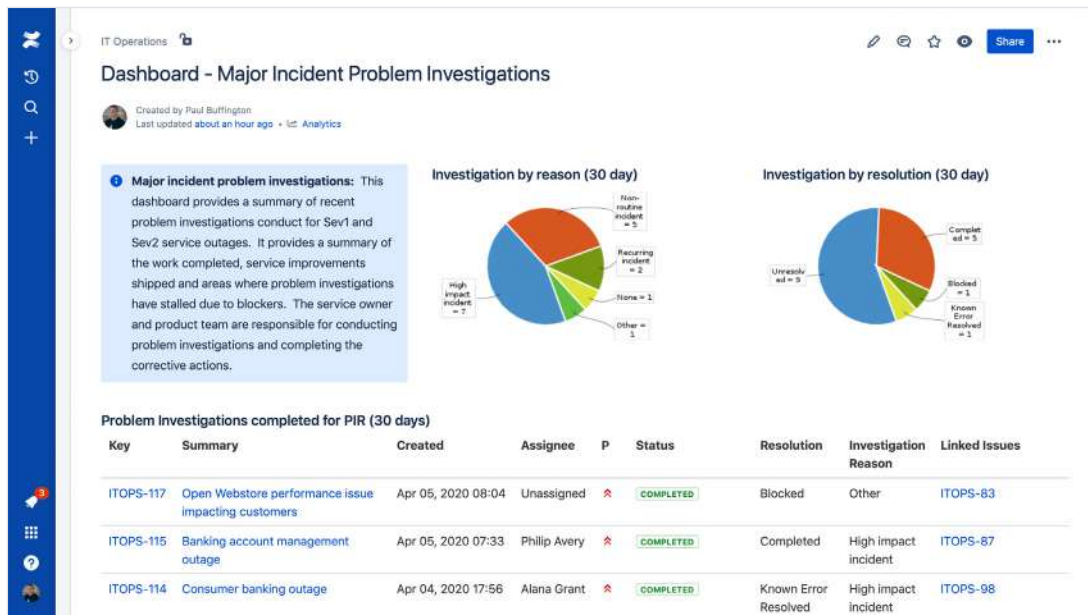 IT Operations
Share
Dashboard - Major Incident Problem Investigations
Created by Paul Buffington
Last updated about an hour ago • Analytics
Major incident problem investigations: This
dashboard provides a summary of recent
problem investigations conduct for Sev1 and
Sev2 service outages. It provides a summary of
the work completed, service improvements
shipped and areas where problem investigations
have stalled due to blockers. The service owner
and product team are responsible for conducting
problem investigations and completing the
corrective actions.
Investigation by reason (30 day)
Non-
routine
incident
= 5
Recurring
incident
= 2
None = 1
Other =
1
High
impact
incident
= 7
Investigation by resolution (30 day)
Complet
ed = 5
Blocked
= 1
Known
Error
Resolved
= 1
Unresolv
ed = 9
Problem Investigations completed for PIR (30 days)
Key Summary Created Assignee P Status Resolution Investigation Reason Linked Issues
ITOPS-117 Open Webstore performance issue Apr 05, 2020 08:04 Unassigned COMPLETED Blocked Other ITOPS-83
impacting customers
ITOPS-115 Banking account management Apr 05, 2020 07:33 Philip Avery COMPLETED Completed High impact ITOPS-87
outage incident
ITOPS-114 Consumer banking outage Apr 04, 2020 17:56 Alana Grant COMPLETED Known Error High impact ITOPS-98
Resolved incident
3